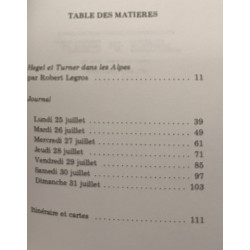 TABLE DES MATIERES
Hegel et Turner dans les Alpes
par Robert Legros 11
Journal
Lundi 25 juillet 39
Mardi 26 juillet 49
Mercredi 27 juillet 61
Jeudi 28 juillet 71
Vendredi 29 juillet 85
Samedi 30 juillet 97
Dimanche 31 juillet 103
Itinéraire et cartes 111